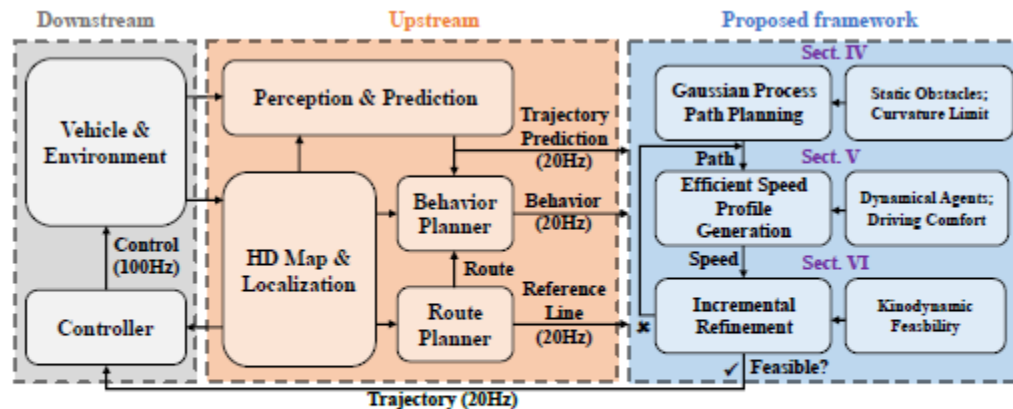 Downstream
Upstream
Proposed framework
Vehicle &
Environment
Control
(100Hz)
Controller
Perception & Prediction
HD Map &
Localization
Behavior
Planner
Route
Route
Planner
Trajectory
Prediction
(20Hz)
Behavior
(20Hz)
Reference
Line
(20Hz)
Sect. IV
Gaussian Process
Path Planning
Static Obstacles;
Curvature Limit
Path
Sect. V
Efficient Speed
Profile
Generation
Dynamical Agents;
Driving Comfort
Speed
Sect. VI
Incremental
Refinement
Kinodynamic
Feasibility
✖
✓ Feasible?
Trajectory (20Hz)